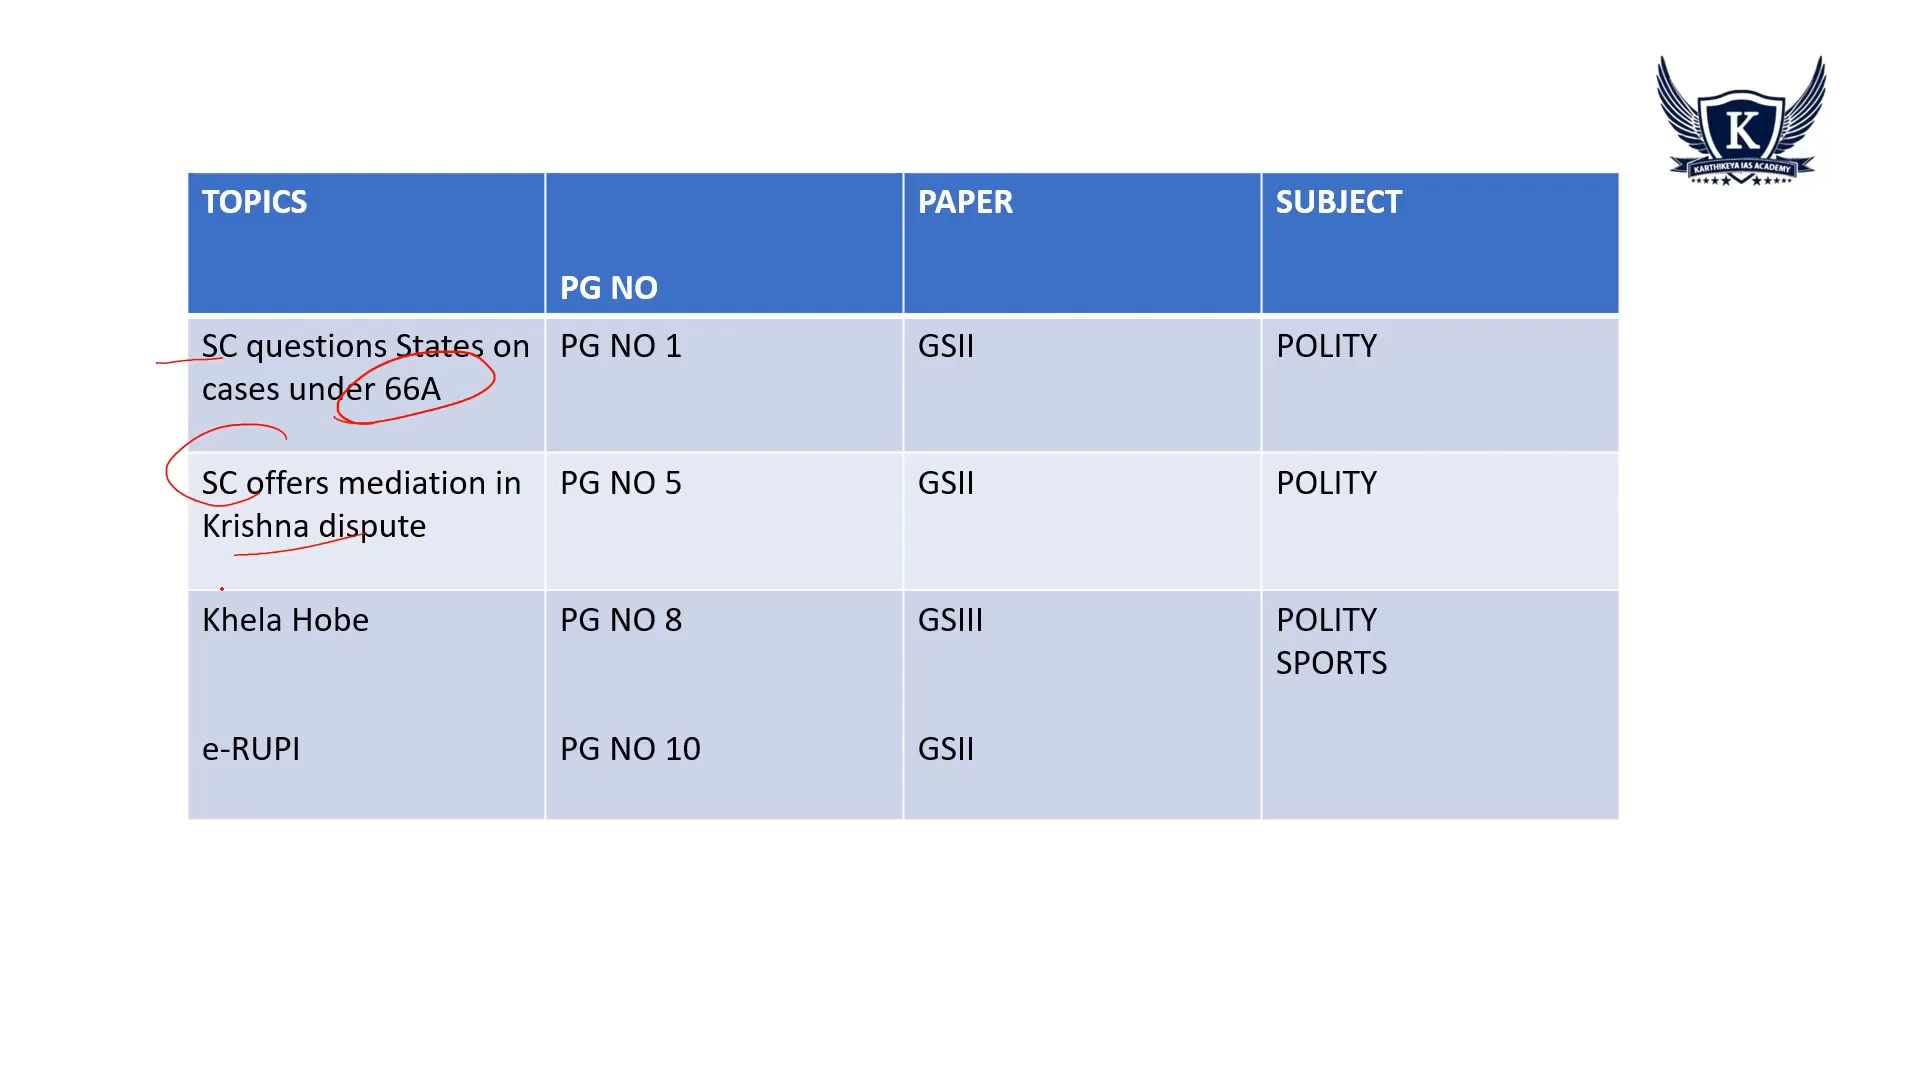 KARTHIKEYA IAS ACADEMY
K
TOPICS
PG NO
PAPER
SUBJECT
SC questions States on
cases under 66A
PG NO 1
GSII
POLITY
SC offers mediation in
Krishna dispute
PG NO 5
GSII
POLITY
Khela Hobe
PG NO 8
GSIII
POLITY
SPORTS
e-RUPI
PG NO 10
GSII